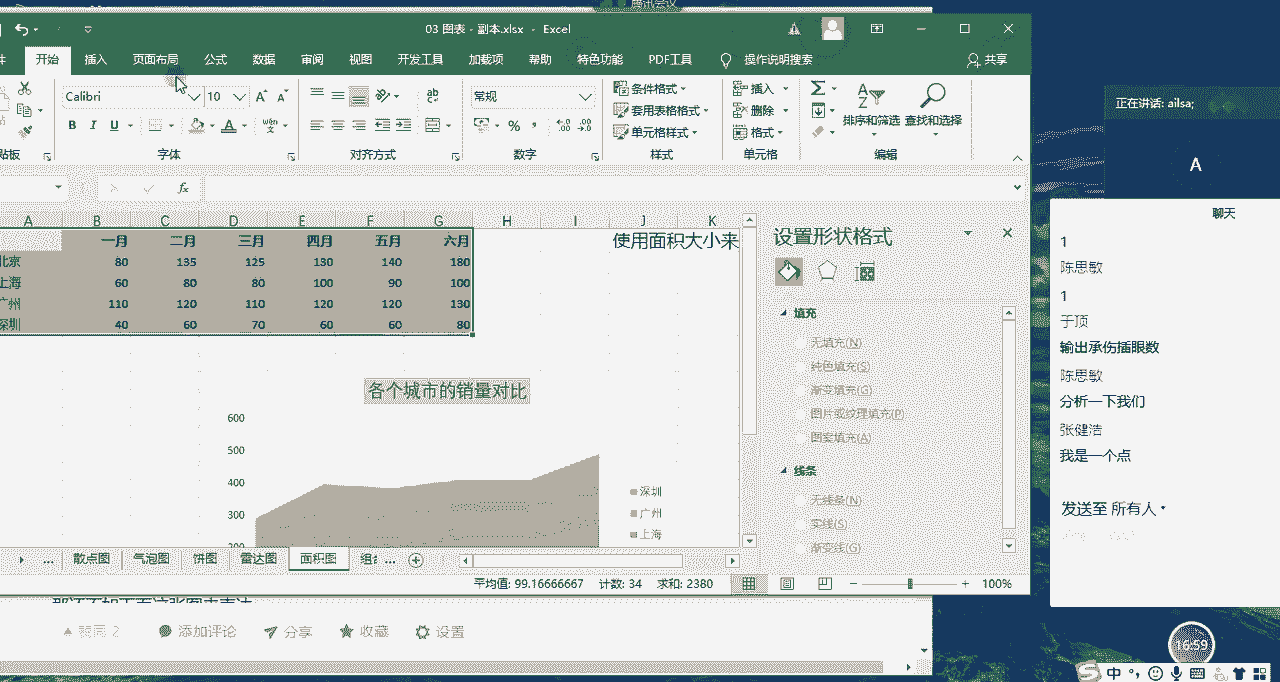 腾讯会议
03 图表 - 副本.xlsx - Excel
开始 插入 页面布局 公式 数据 审阅 视图 开发工具 加载项 帮助 特色功能 PDF工具 操作说明搜索 共享
Calibri 10 常规
条件格式 插入
套用表格格式 删除
单元格样式 格式
排序和筛选 查找和选择
贴板 字体 对齐方式 数字 样式 单元格 编辑
A B C D E F G H I J K
一月 二月 三月 四月 五月 六月
北京 80 135 125 130 140 180
上海 60 80 80 100 90 100
广州 110 120 110 120 120 130
深圳 40 60 70 60 60 80
使用面积大小来
各个城市的销量对比
600
500
400
300
200
深圳
广州
上海
设置形状格式
填充
无填充(N)
纯色填充(S)
渐变填充(G)
图片或纹理填充(P)
图案填充(A)
线条
无线条(N)
实线(S)
渐变线(G)
... 散点图 气泡图 饼图 雷达图 面积图 组合 ...
平均值: 99.16666667 计数: 34 求和: 2380 100%
添加评论 分享 收藏 设置
正在讲话: ailsa;
A
聊天
1
陈思敏
1
于顶
输出承伤插眼数
陈思敏
分析一下我们
张健浩
我是一个点
发送至 所有人
16:59
中